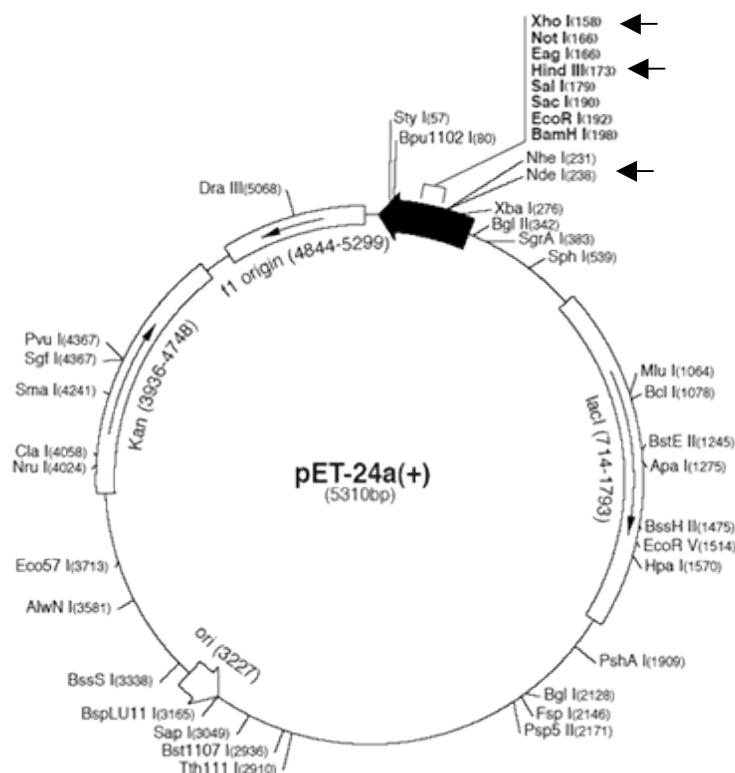 Xho I(158)
Not I(166)
Eag I(166)
Hind III(173)
Sal I(179)
Sac I(190)
EcoR I(192)
BamH I(198)
Sty I(57)
Bpu1102 I(80)
Nhe I(231)
Nde I(238)
Xba I(276)
Bgl II(342)
SgrA I(383)
Sph I(539)
Dra III(5068)
f1 origin (4844-5299)
Pvu I(4367)
Sgf I(4367)
Sma I(4241)
Kan (3936-4748)
Cla I(4058)
Nru I(4024)
Mlu I(1064)
Bcl I(1078)
BstE II(1245)
Apa I(1275)
lacI (714-1793)
BssH II(1475)
EcoR V(1514)
Hpa I(1570)
pET-24a(+)
(5310bp)
Eco57 I(3713)
AlwN I(3581)
ori (3227)
BssS I(3338)
PshA I(1909)
BspLU11 I(3165)
Sap I(3049)
Bst1107 I(2936)
Tth111 I(2910)
Bgl I(2128)
Fsp I(2146)
Psp5 II(2171)